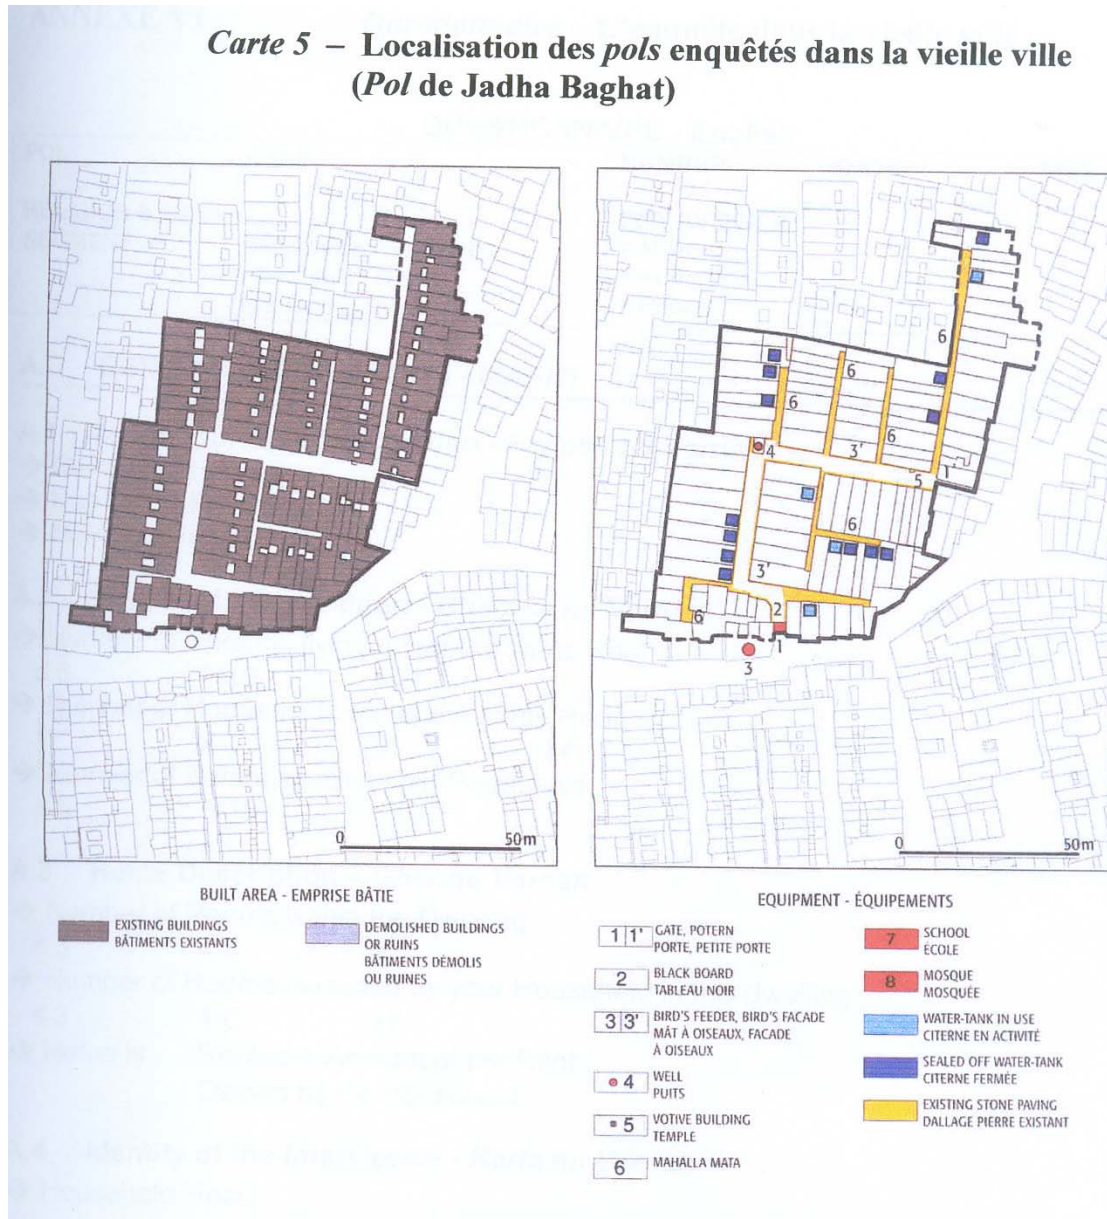 Carte 5 – Localisation des pols enquêtés dans la vieille ville
(Pol de Jadha Baghat)
0 50m
BUILT AREA - EMPRISE BÂTIE
EXISTING BUILDINGS
BÂTIMENTS EXISTANTS
DEMOLISHED BUILDINGS
OR RUINS
BÂTIMENTS DÉMOLIS
OU RUINES
6
6
6
6
3'
4
5
1'
6
3'
6
2
1
3
0 50m
EQUIPMENT - ÉQUIPEMENTS
1 1' GATE, POTERN
PORTE, PETITE PORTE
2 BLACK BOARD
TABLEAU NOIR
3 3' BIRD'S FEEDER, BIRD'S FACADE
MÂT À OISEAUX, FACADE
À OISEAUX
4 WELL
PUITS
5 VOTIVE BUILDING
TEMPLE
6 MAHALLA MATA
7 SCHOOL
ÉCOLE
8 MOSQUE
MOSQUÉE
WATER-TANK IN USE
CITERNE EN ACTIVITÉ
SEALED OFF WATER-TANK
CITERNE FERMÉE
EXISTING STONE PAVING
DALLAGE PIERRE EXISTANT